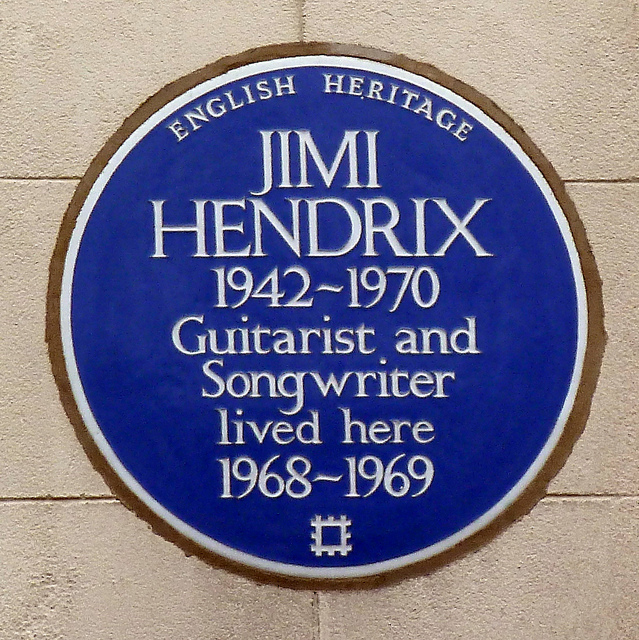 ENGLISH HERITAGE
JIMI
HENDRIX
1942~1970
Guitarist and
Songwriter
lived here
1968~1969